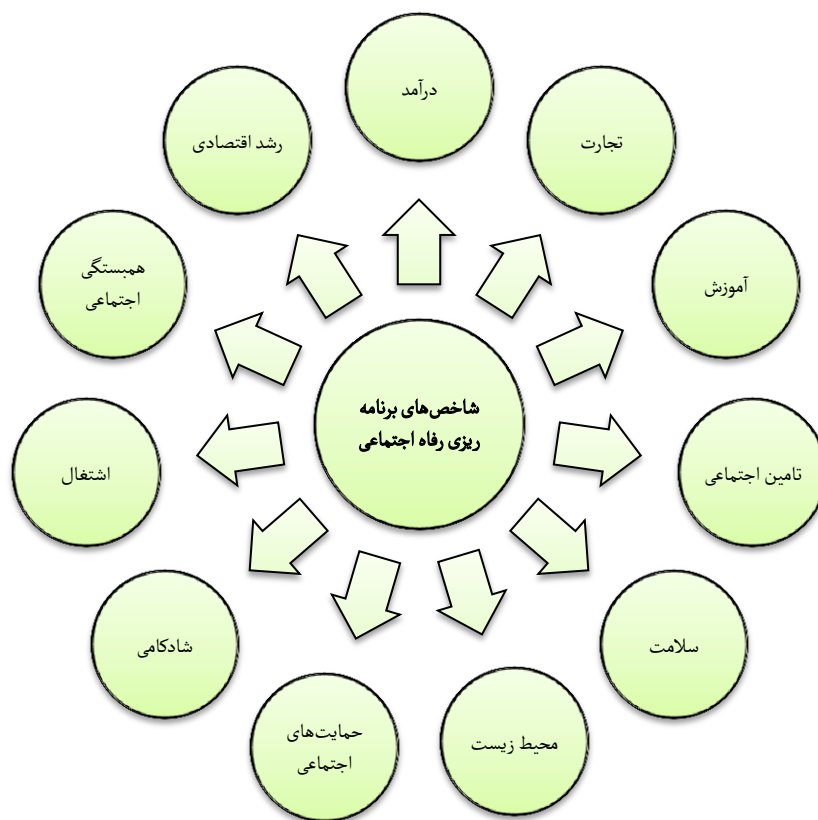 درآمد
تجارت
آموزش
تامین اجتماعی
سلامت
محیط زیست
حمایت‌های
اجتماعی
شادکامی
اشتغال
همبستگی
اجتماعی
رشد اقتصادی
شاخص‌های برنامه
ریزی رفاه اجتماعی